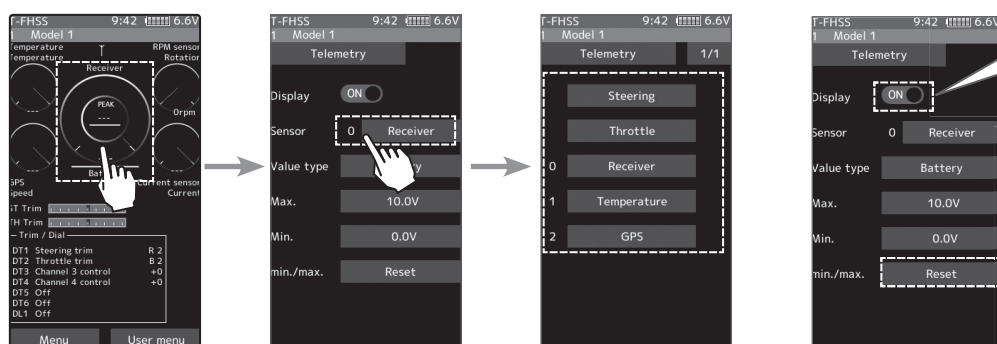 T-FHSS 9:42 6.6V
1 Model 1
Temperature RPM sensor
Temperature Rotation
Receiver
PEAK
---
--- 0rpm
--- ---
GPS Current sensor
Speed Current
ST Trim
TH Trim
Trim / Dial
DT1 Steering trim R 2
DT2 Throttle trim B 2
DT3 Channel 3 control +0
DT4 Channel 4 control +0
DT5 Off
DT6 Off
DL1 Off
Menu User menu
T-FHSS 9:42 6.6V
1 Model 1
Telemetry
Display ON
Sensor 0 Receiver
Value type
Max. 10.0V
Min. 0.0V
min./max. Reset
T-FHSS 9:42 6.6V
1 Model 1
Telemetry 1/1
Steering
Throttle
0 Receiver
1 Temperature
2 GPS
T-FHSS 9:42 6.6V
1 Model 1
Telemetry
Display ON
Sensor 0 Receiver
Value type Battery
Max. 10.0V
Min. 0.0V
min./max. Reset